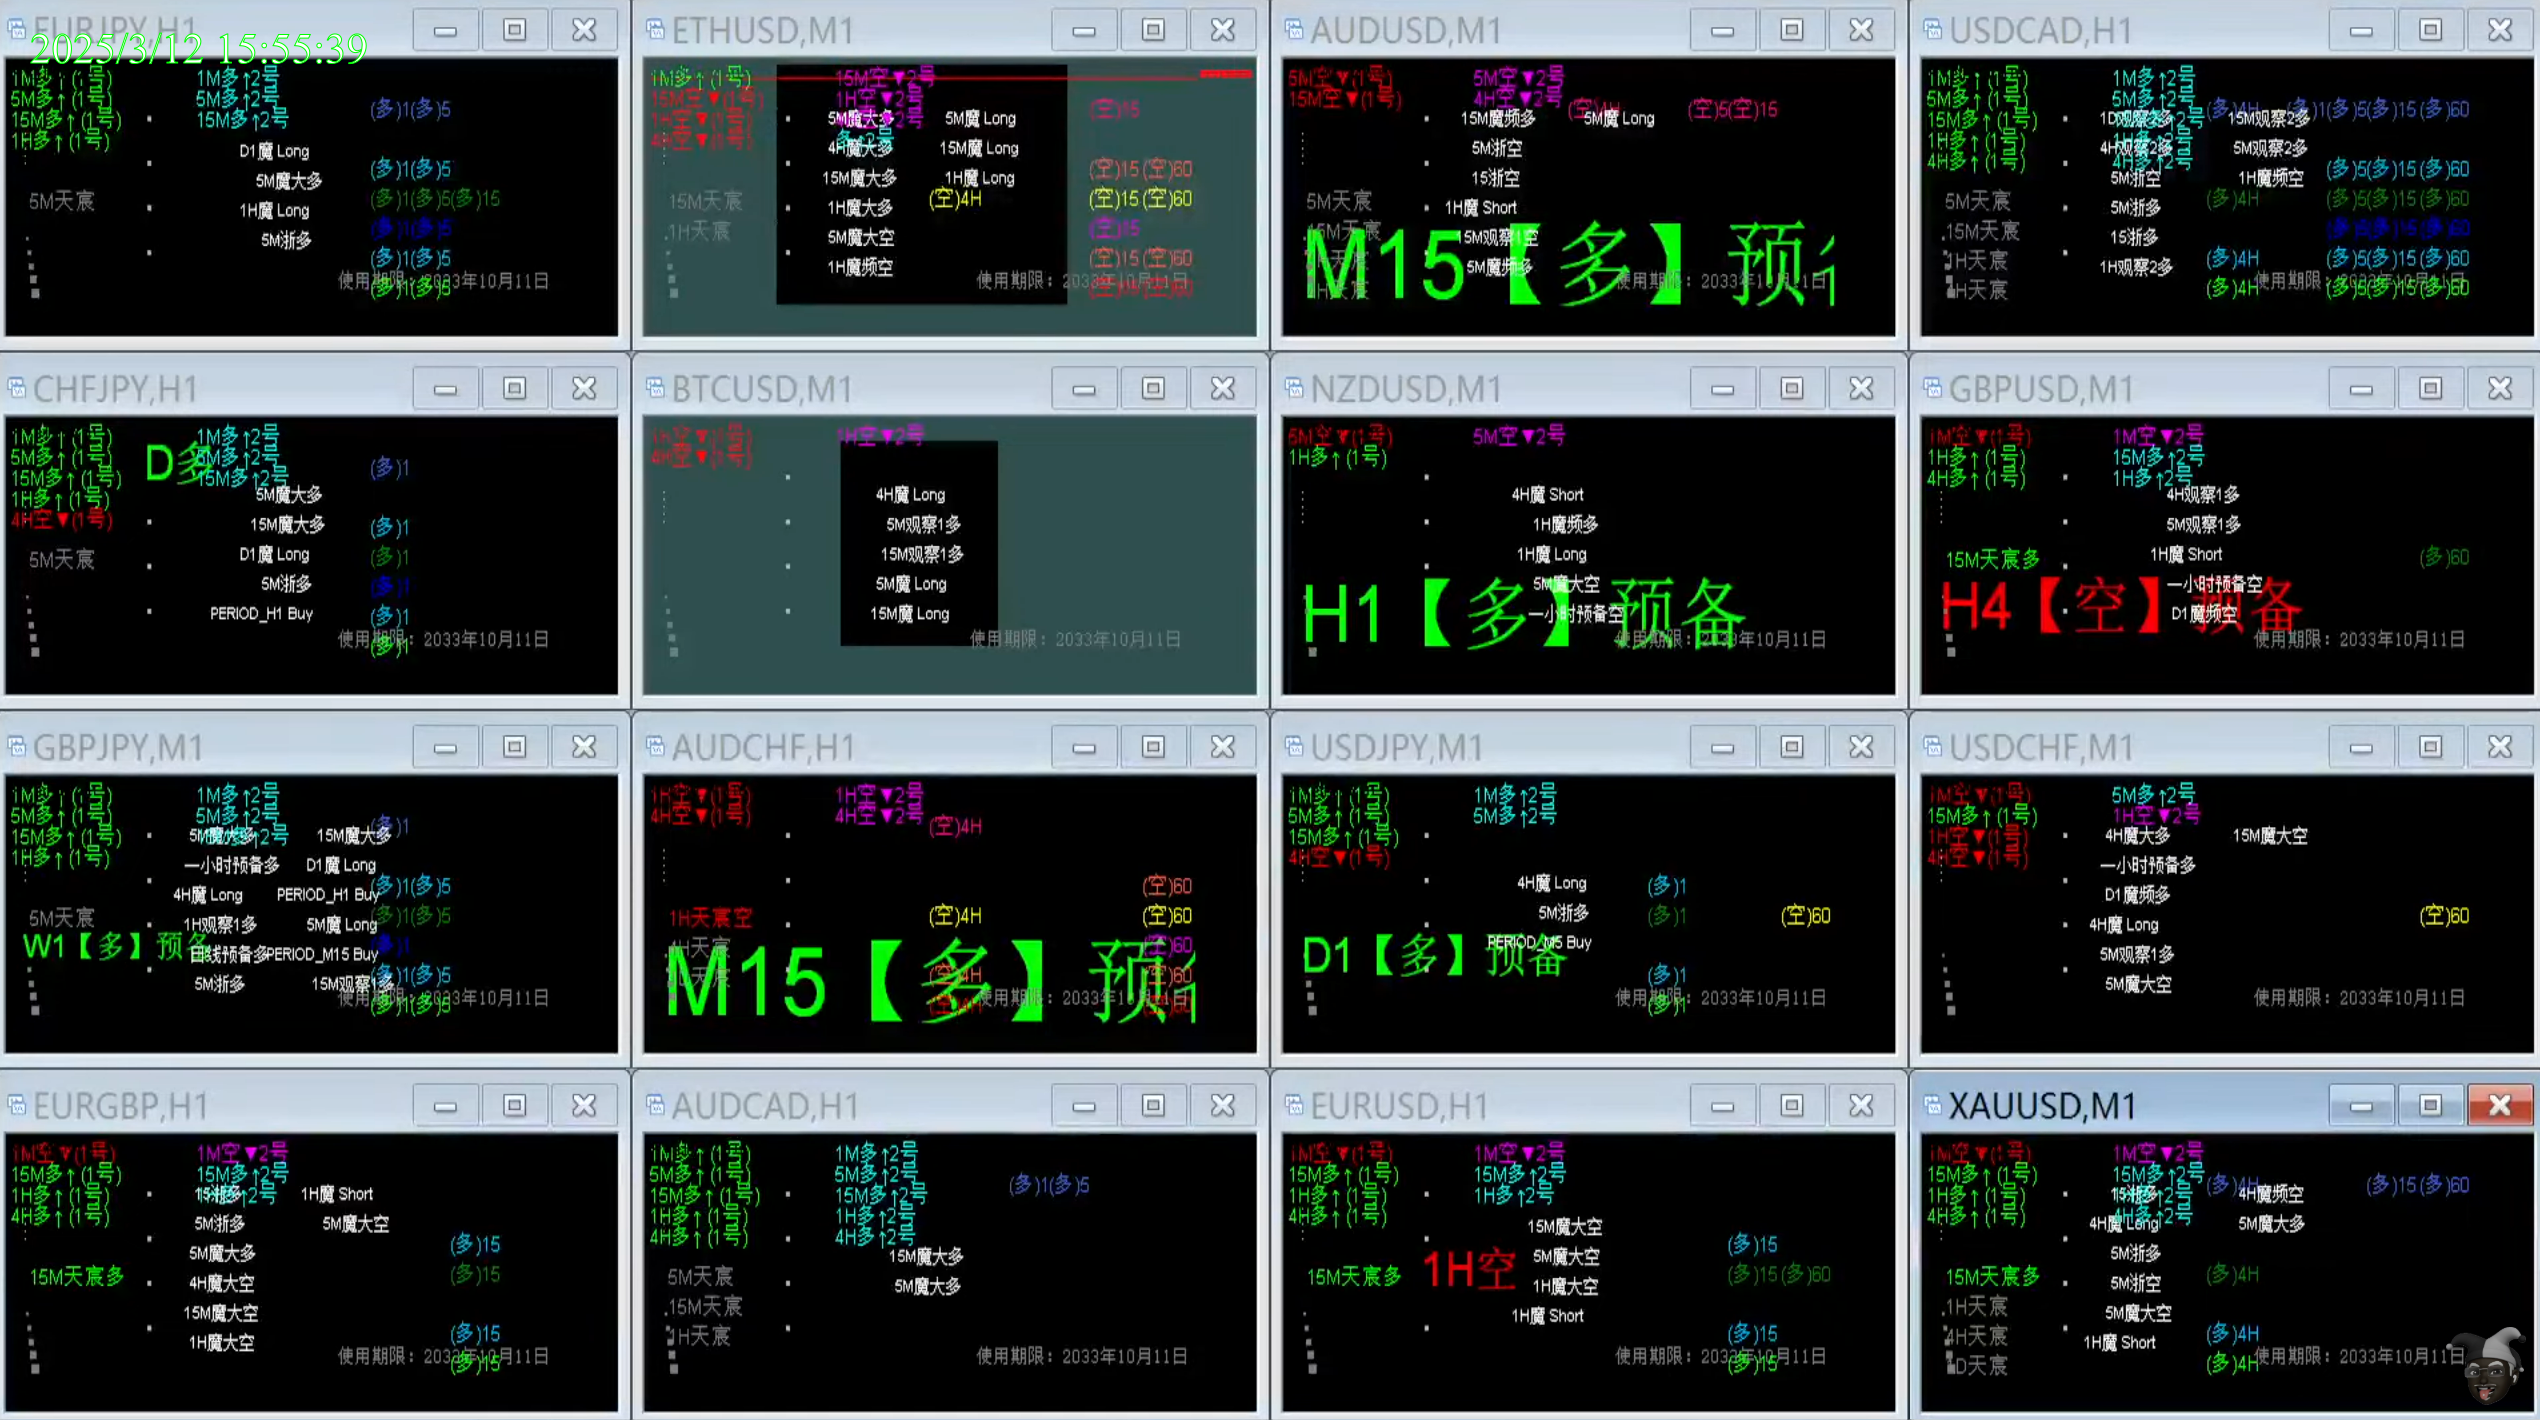 EURJPY,H1
2025/3/12 15:55:39
1M多↑(1号)
1M多↑2号
5M多↑(1号)
5M多↑2号
(多)1(多)5
15M多↑(1号)
15M多↑2号
1H多↑(1号)
D1魔 Long
(多)1(多)5
5M魔大多
5M天宸
(多)1(多)5(多)15
1H魔 Long
(多)1(多)5
5M浙多
(多)1(多)5
使用期限：2033年10月11日
(多)1(多)5
ETHUSD,M1
1M多↑(1号)
15M空▼2号
15M空▼(1号)
1H空▼2号
(空)15
1H空▼(1号)
5M魔大多
5M魔 Long
4H空▼(1号)
4H魔大多
15M魔 Long
(空)15(空)60
15M魔大多
1H魔 Long
15M天宸
1H魔大多
(空)4H
(空)15(空)60
1H天宸
5M魔大空
(空)15
1H魔频空
(空)15(空)60
使用期限：2033年10月11日
AUDUSD,M1
5M空▼(1号)
5M空▼2号
15M空▼(1号)
4H空▼2号
(空)4H
(空)5(空)15
15M魔频多
5M魔 Long
5M浙空
15浙空
5M天宸
1H魔 Short
15M天宸
15M观察1空
5M魔频多
M15【多】预
使用期限：2033年10月11日
USDCAD,H1
1M多↑(1号)
1M多↑2号
5M多↑(1号)
5M多↑2号
(多)4H
(多)1(多)5(多)15(多)60
15M多↑(1号)
15M观察2多
1H多↑(1号)
4H观察2多
5M观察2多
4H多↑(1号)
4H多↑2号
(多)5(多)15(多)60
5M浙空
1H魔频空
5M天宸
5M浙多
(多)4H
(多)5(多)15(多)60
15M天宸
15浙多
1H天宸
1H观察2多
(多)4H
(多)5(多)15(多)60
H天宸
(多)4H
使用期限：2033年10月11日
(多)5(多)15(多)60
CHFJPY,H1
1M多↑(1号)
1M多↑2号
5M多↑(1号)
D多
5M多↑2号
(多)1
15M多↑(1号)
15M多↑2号
1H多↑(1号)
5M魔大多
4H空▼(1号)
15M魔大多
(多)1
5M天宸
D1魔 Long
(多)1
5M浙多
(多)1
PERIOD_H1 Buy
(多)1
使用期限：2033年10月11日
(多)1
BTCUSD,M1
1H空▼(1号)
1H空▼2号
4H空▼(1号)
4H魔 Long
5M观察1多
15M观察1多
5M魔 Long
15M魔 Long
使用期限：2033年10月11日
NZDUSD,M1
5M空▼(1号)
5M空▼2号
1H多↑(1号)
4H魔 Short
1H魔频多
1H魔 Long
5M魔大空
一小时预备空
H1【多】预备
使用期限：2033年10月11日
GBPUSD,M1
1M空▼(1号)
1M空▼2号
1H多↑(1号)
15M多↑2号
4H多↑(1号)
1H多↑2号
4H观察1多
5M观察1多
15M天宸多
1H魔 Short
(多)60
一小时预备空
D1魔频空
H4【空】预备
使用期限：2033年10月11日
GBPJPY,M1
1M多↑(1号)
1M多↑2号
5M多↑(1号)
5M多↑2号
(多)1
15M多↑(1号)
5M魔大多
15M魔大多
1H多↑(1号)
一小时预备多
D1魔 Long
4H魔 Long
PERIOD_H1 Buy
(多)1(多)5
5M天宸
1H观察1多
5M魔 Long
(多)1(多)5
W1【多】预备
日线预备多
PERIOD_M15 Buy
(多)1
5M浙多
15M观察1多
(多)1(多)5
使用期限：2033年10月11日
(多)1(多)5
AUDCHF,H1
1H空▼(1号)
1H空▼2号
4H空▼(1号)
4H空▼2号
(空)4H
(空)60
1H天宸空
(空)4H
(空)60
4H天宸
(空)60
M15【多】预
(空)4H
(空)60
使用期限：2033年10月11日
USDJPY,M1
1M多↑(1号)
1M多↑2号
5M多↑(1号)
5M多↑2号
15M多↑(1号)
4H空▼(1号)
4H魔 Long
(多)1
5M浙多
(多)1
(空)60
PERIOD_M5 Buy
D1【多】预备
(多)1
使用期限：2033年10月11日
(多)1
USDCHF,M1
1M空▼(1号)
5M多↑2号
15M多↑(1号)
1H空▼2号
1H空▼(1号)
4H魔大多
15M魔大空
4H空▼(1号)
一小时预备多
D1魔频多
4H魔 Long
(空)60
5M观察1多
5M魔大空
使用期限：2033年10月11日
EURGBP,H1
1M空▼(1号)
1M空▼2号
15M多↑(1号)
15M多↑2号
1H多↑(1号)
15浙多
1H魔 Short
4H多↑(1号)
5M浙多
5M魔大空
5M魔大多
(多)15
15M天宸多
4H魔大空
(多)15
15M魔大空
1H魔大空
(多)15
使用期限：2033年10月11日
(多)15
AUDCAD,H1
1M多↑(1号)
1M多↑2号
5M多↑(1号)
5M多↑2号
(多)1(多)5
15M多↑(1号)
15M多↑2号
1H多↑(1号)
1H多↑2号
4H多↑(1号)
4H多↑2号
15M魔大多
5M天宸
5M魔大多
15M天宸
1H天宸
使用期限：2033年10月11日
EURUSD,H1
1M空▼(1号)
1M空▼2号
15M多↑(1号)
15M多↑2号
1H多↑(1号)
1H多↑2号
4H多↑(1号)
15M魔大空
(多)15
5M魔大空
15M天宸多
1H空
1H魔大空
(多)15(多)60
1H魔 Short
(多)15
使用期限：2033年10月11日
(多)15
XAUUSD,M1
1M空▼(1号)
1M空▼2号
15M多↑(1号)
15M多↑2号
(多)4H
(多)15(多)60
1H多↑(1号)
15浙多
4H魔频空
4H多↑(1号)
4H魔 Long
4H多↑2号
5M魔大多
5M浙多
15M天宸多
5M浙空
(多)4H
1H天宸
5M魔大空
4H天宸
1H魔 Short
(多)4H
D天宸
(多)4H
使用期限：2033年10月11日